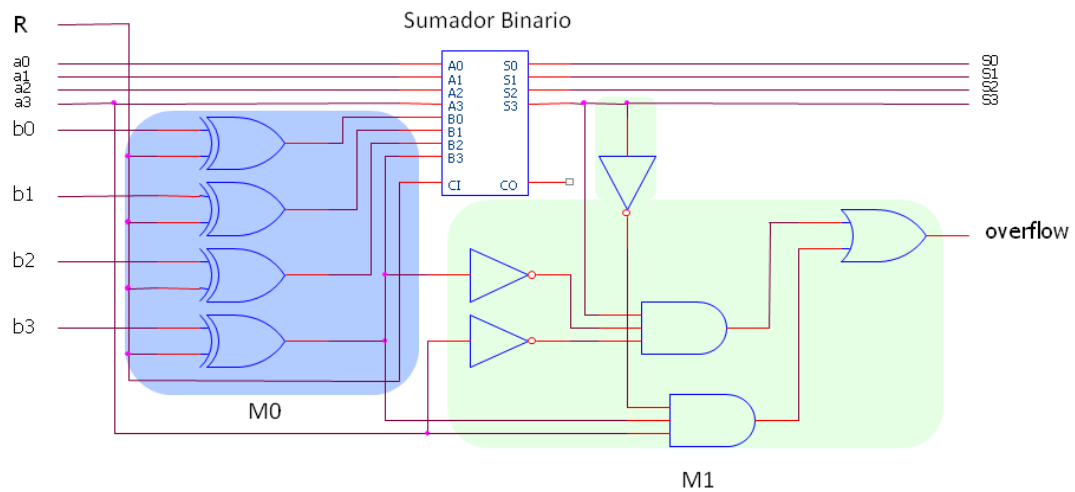 Sumador Binario
R
a0
a1
a2
a3
b0
b1
b2
b3
A0
A1
A2
A3
B0
B1
B2
B3
CI
S0
S1
S2
S3
CO
S0
S1
S2
S3
overflow
M0
M1